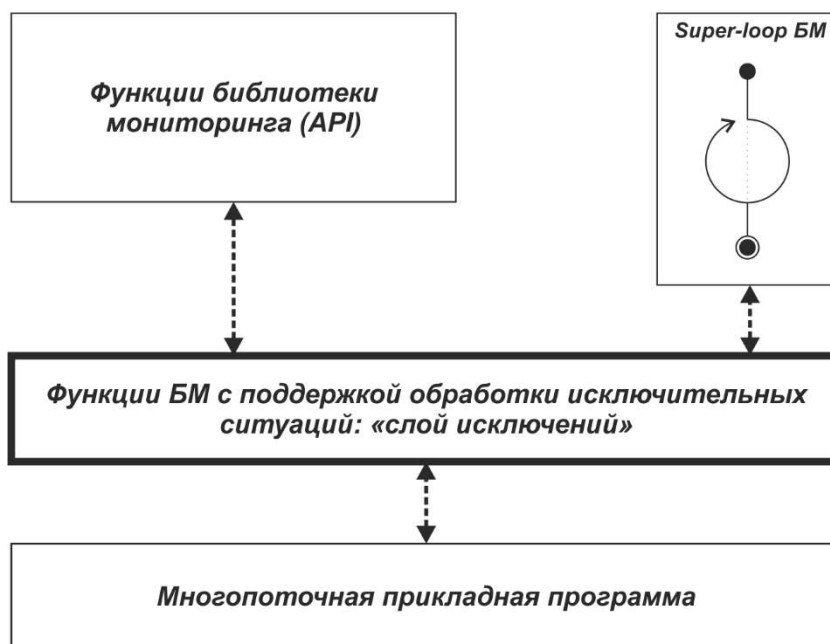 Функции библиотеки
мониторинга (API)
Super-loop БМ
Функции БМ с поддержкой обработки исключительных
ситуаций: «слой исключений»
Многопоточная прикладная программа